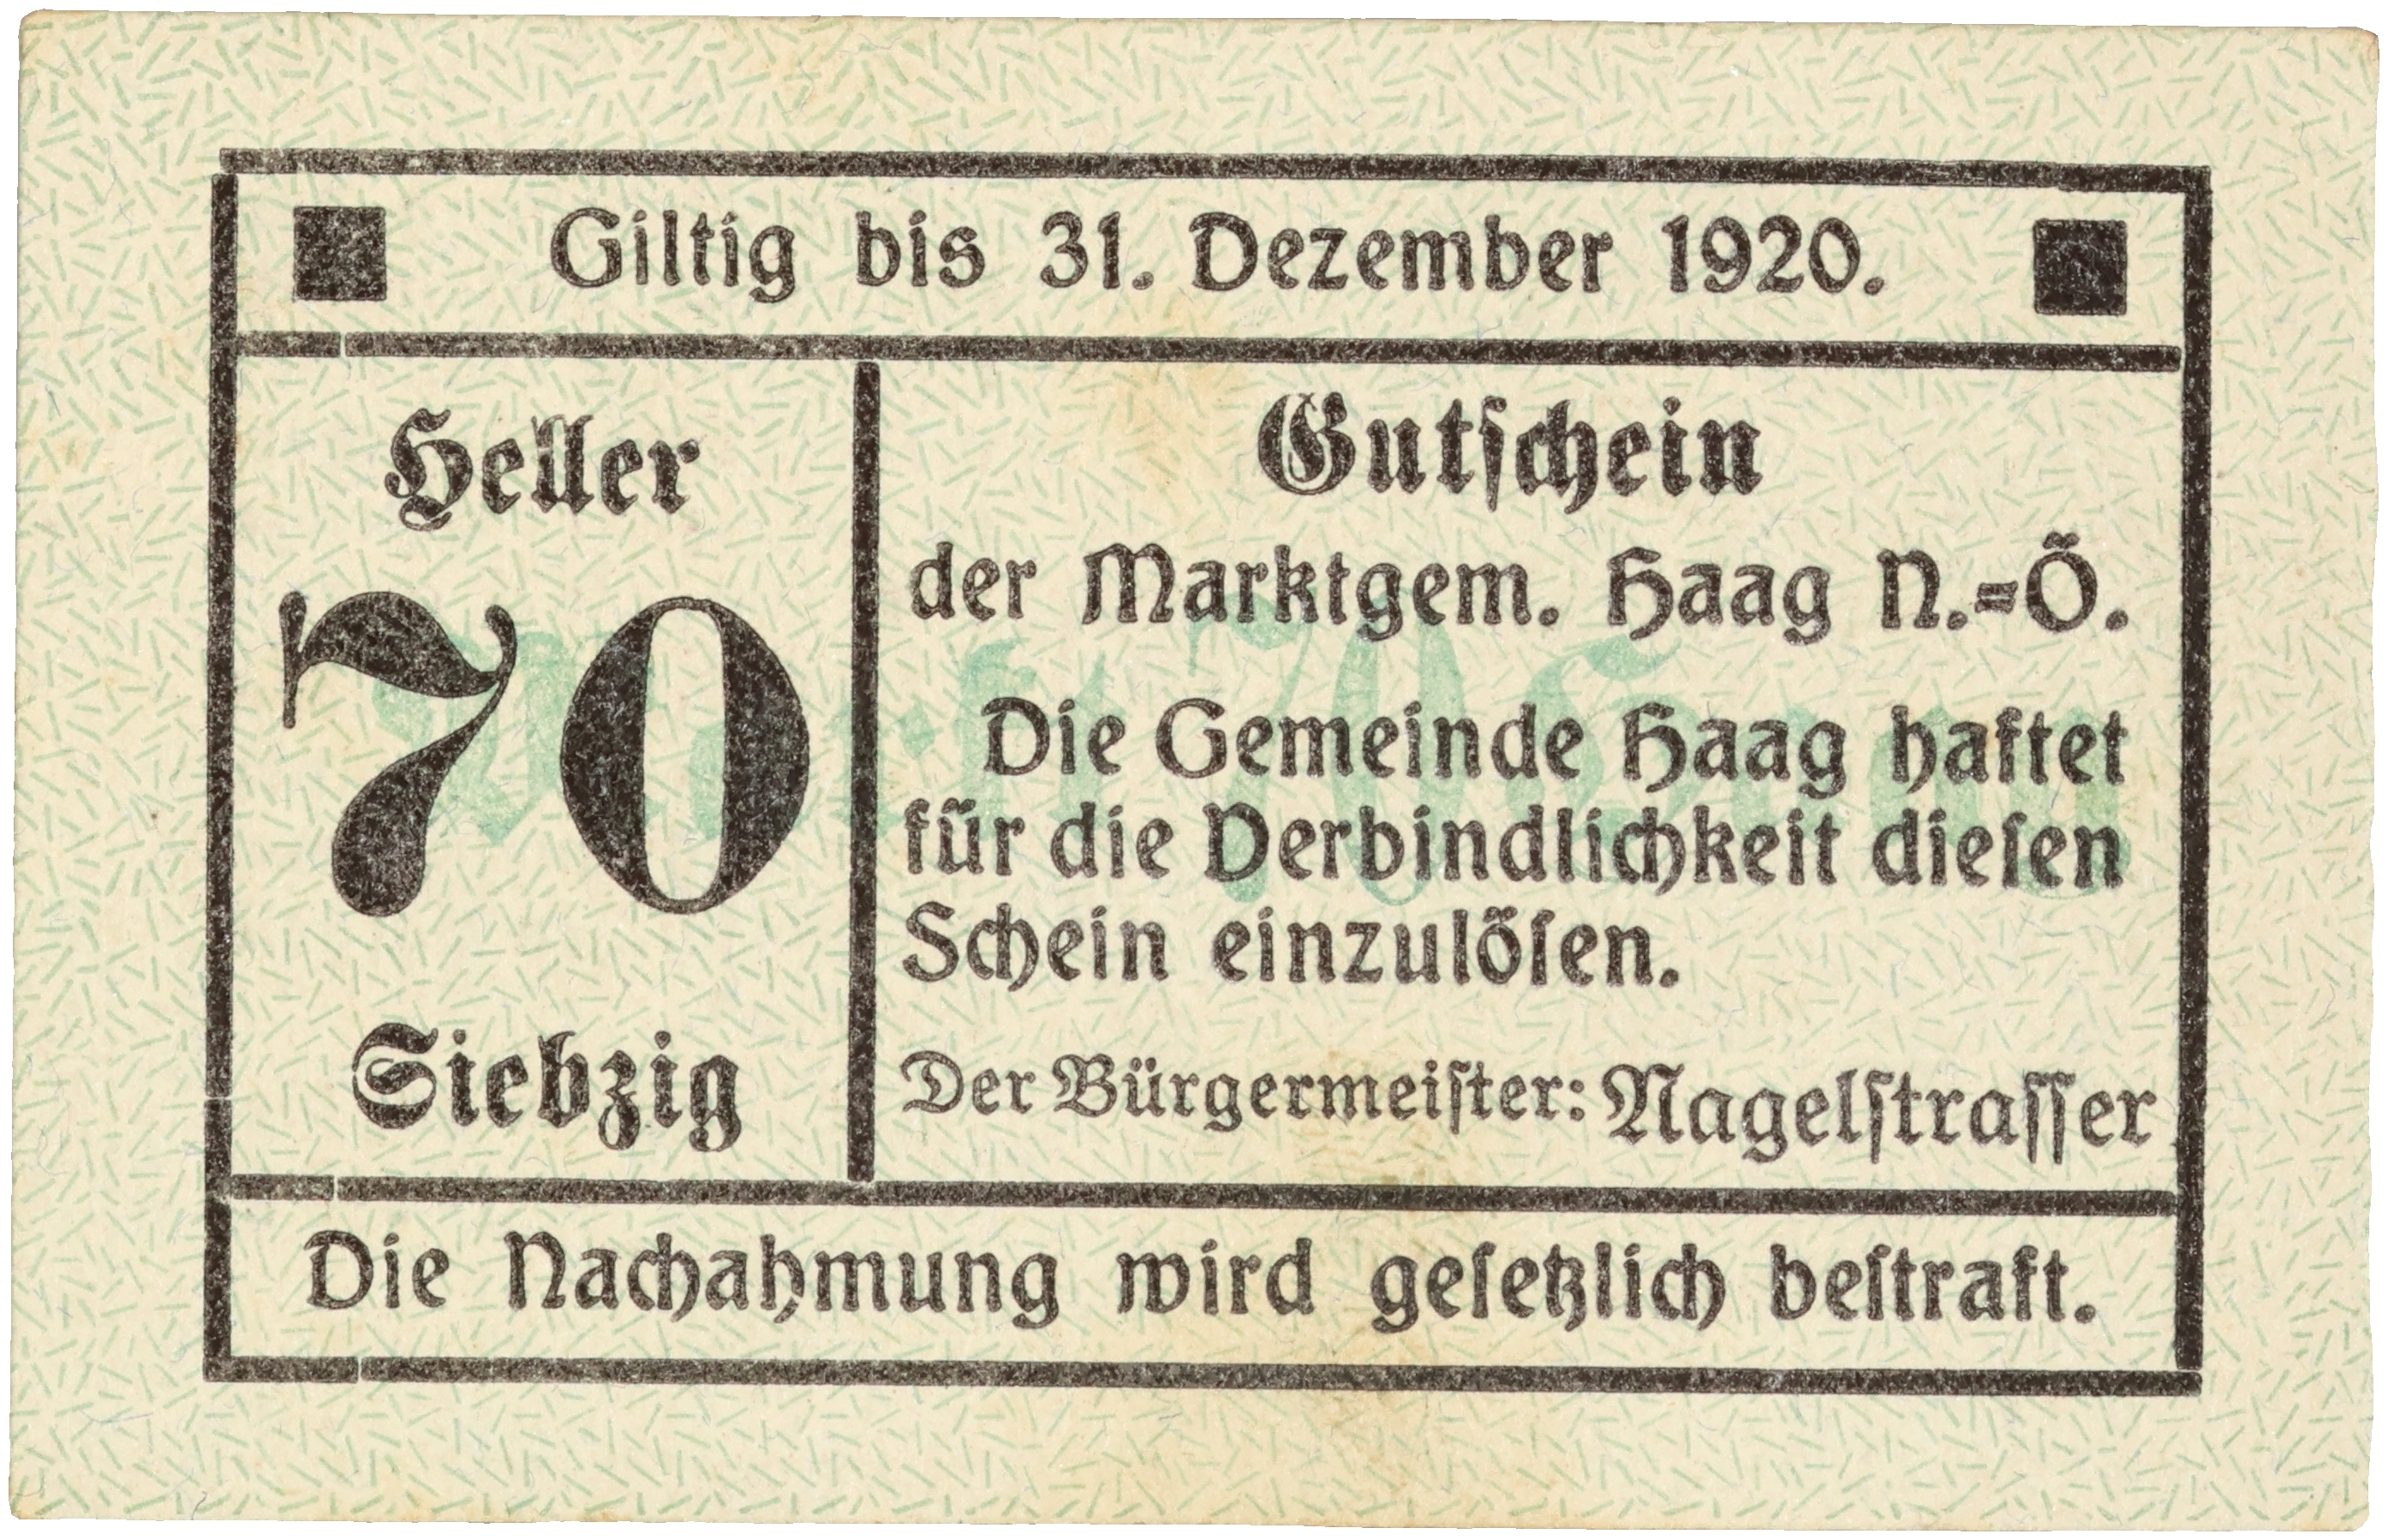 Giltig bis 31. Dezember 1920.
Heller
70
Siebzig
Gutſchein
der Marktgem. Haag N.=Ö.
Die Gemeinde Haag haftet
für die Verbindlichkeit dieſen
Schein einzulöſen.
Der Bürgermeiſter: Nagelſtraſſer
Die Nachahmung wird geſetzlich beſtraft.